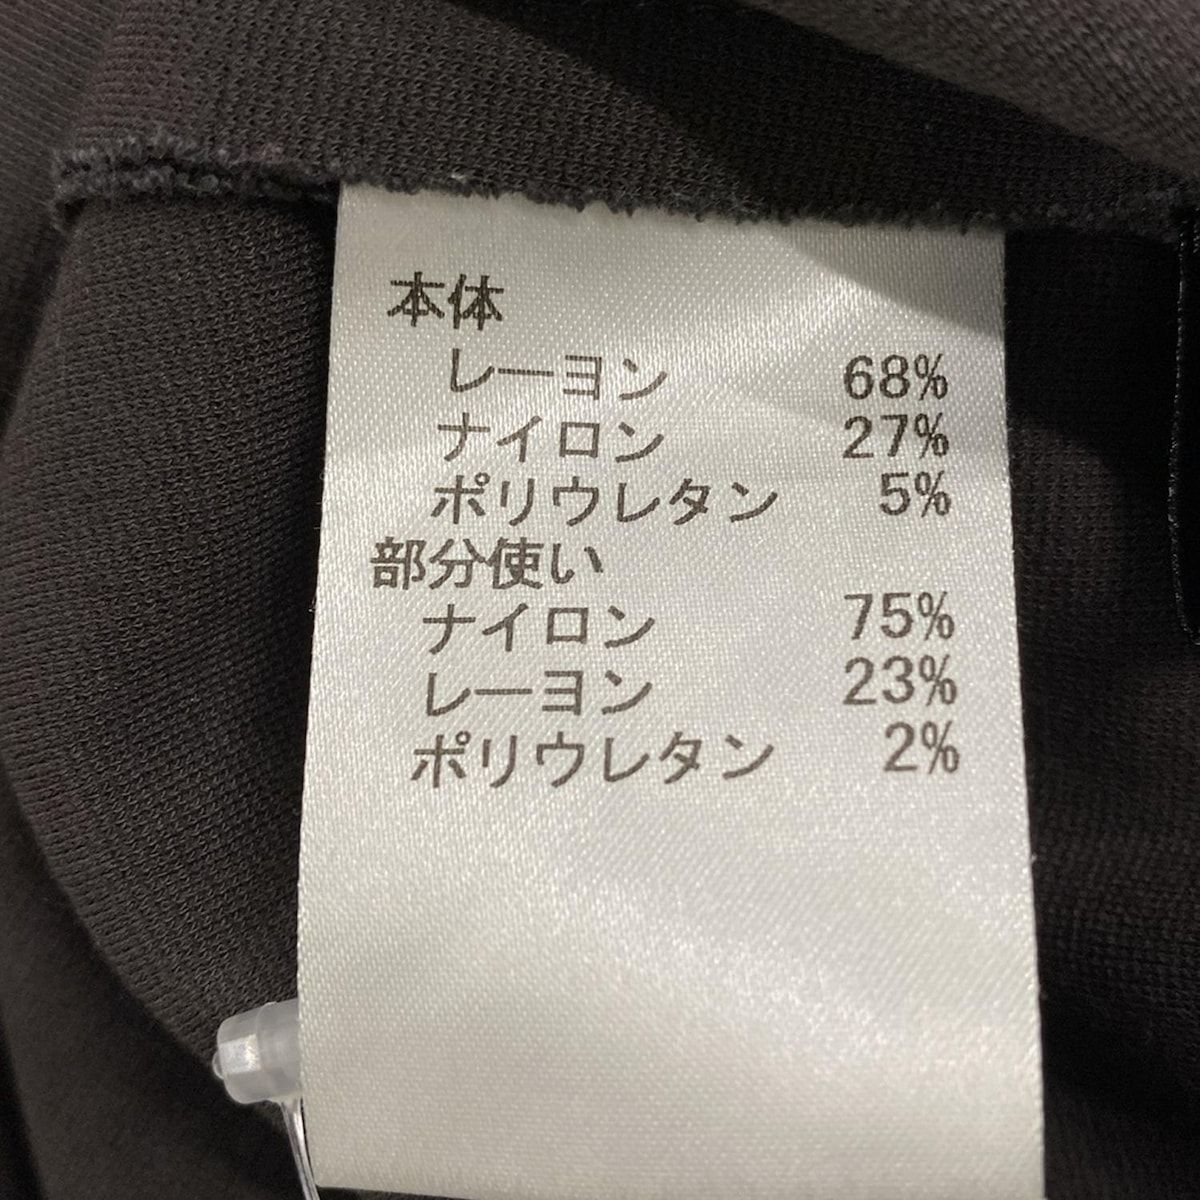 本体
レーヨン 68%
ナイロン 27%
ポリウレタン 5%
部分使い
ナイロン 75%
レーヨン 23%
ポリウレタン 2%